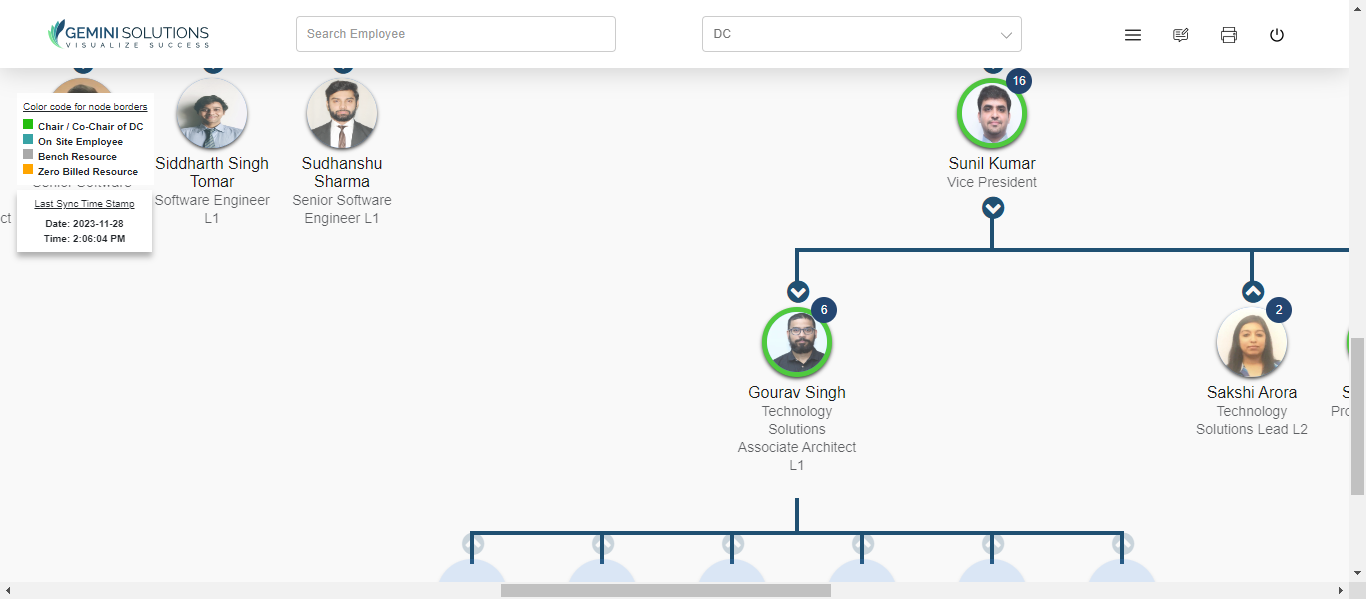 GEMINI SOLUTIONS
VISUALIZE SUCCESS
Search Employee
DC
Color code for node borders
Chair / Co-Chair of DC
On Site Employee
Bench Resource
Zero Billed Resource
Senior Software
ct
Last Sync Time Stamp
Date: 2023-11-28
Time: 2:06:04 PM
Siddharth Singh
Tomar
Software Engineer
L1
Sudhanshu
Sharma
Senior Software
Engineer L1
16
Sunil Kumar
Vice President
6
Gourav Singh
Technology
Solutions
Associate Architect
L1
2
Sakshi Arora
Technology
Solutions Lead L2
S
Pro